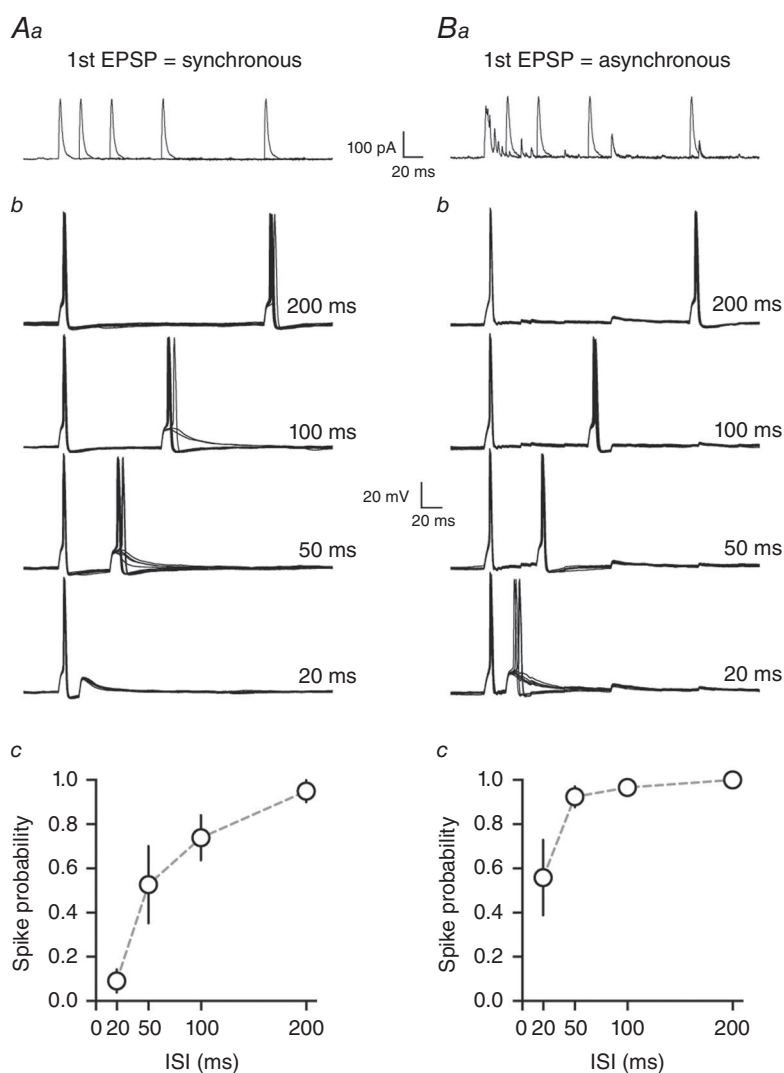 Aa
1st EPSP = synchronous
100 pA
20 ms
b
200 ms
100 ms
50 ms
20 ms
20 mV
20 ms
c
1.0
0.8
0.6
0.4
0.2
0.0
Spike probability
0 20 50 100 200
ISI (ms)
Ba
1st EPSP = asynchronous
b
200 ms
100 ms
50 ms
20 ms
c
1.0
0.8
0.6
0.4
0.2
0.0
Spike probability
0 20 50 100 200
ISI (ms)